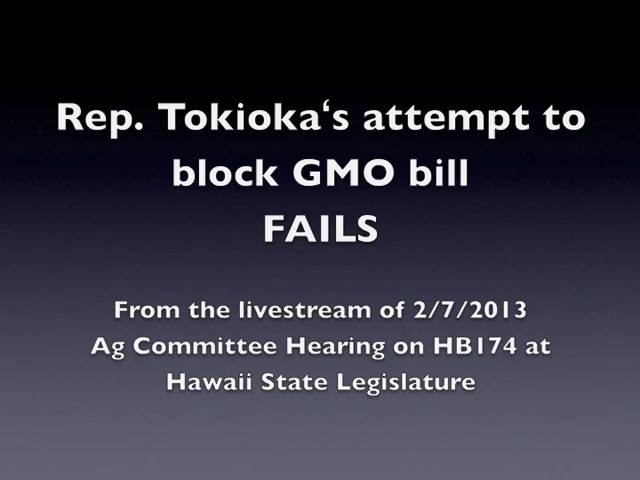 Rep. Tokioka‘s attempt to
block GMO bill
FAILS
From the livestream of 2/7/2013
Ag Committee Hearing on HB174 at
Hawaii State Legislature